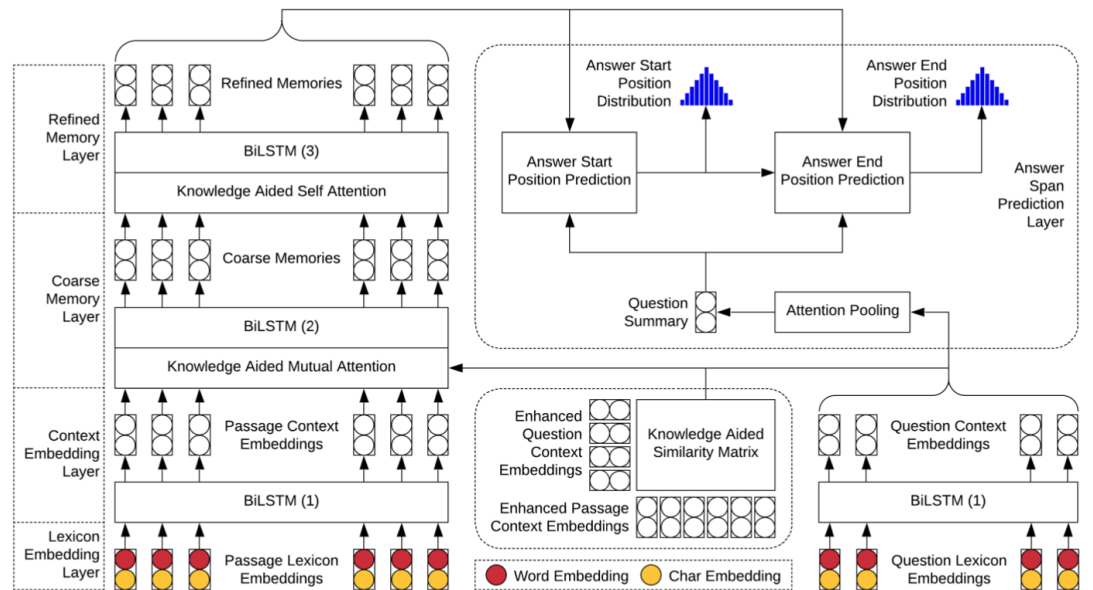 Refined
Memory
Layer
Refined Memories
BiLSTM (3)
Knowledge Aided Self Attention
Coarse
Memory
Layer
Coarse Memories
BiLSTM (2)
Knowledge Aided Mutual Attention
Context
Embedding
Layer
Passage Context
Embeddings
BiLSTM (1)
Lexicon
Embedding
Layer
Passage Lexicon
Embeddings
Answer Start
Position
Distribution
Answer End
Position
Distribution
Answer Start
Position Prediction
Answer End
Position Prediction
Answer
Span
Prediction
Layer
Question
Summary
Attention Pooling
Enhanced
Question
Context
Embeddings
Knowledge Aided
Similarity Matrix
Enhanced Passage
Context Embeddings
Word Embedding
Char Embedding
Question Context
Embeddings
BiLSTM (1)
Question Lexicon
Embeddings